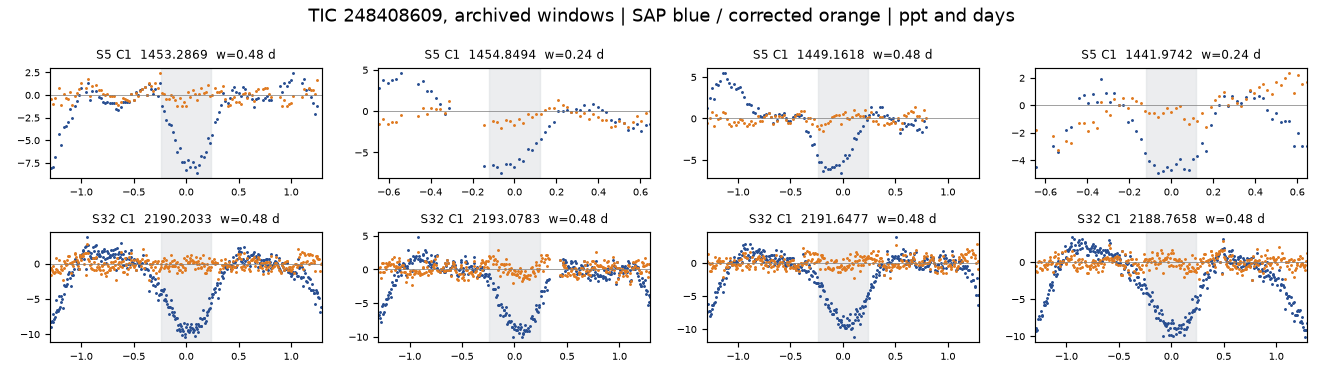 TIC 248408609, archived windows | SAP blue / corrected orange | ppt and days
S5 C1 1453.2869 w=0.48 d
S5 C1 1454.8494 w=0.24 d
S5 C1 1449.1618 w=0.48 d
S5 C1 1441.9742 w=0.24 d
2.5
0.0
−2.5
−5.0
−7.5
−1.0 −0.5 0.0 0.5 1.0
5
0
−5
−0.6 −0.4 −0.2 0.0 0.2 0.4 0.6
5
0
−5
−1.0 −0.5 0.0 0.5 1.0
2
0
−2
−4
−0.6 −0.4 −0.2 0.0 0.2 0.4 0.6
S32 C1 2190.2033 w=0.48 d
S32 C1 2193.0783 w=0.48 d
S32 C1 2191.6477 w=0.48 d
S32 C1 2188.7658 w=0.48 d
0
−5
−10
−1.0 −0.5 0.0 0.5 1.0
5
0
−5
−10
−1.0 −0.5 0.0 0.5 1.0
0
−5
−10
−1.0 −0.5 0.0 0.5 1.0
0
−5
−10
−1.0 −0.5 0.0 0.5 1.0